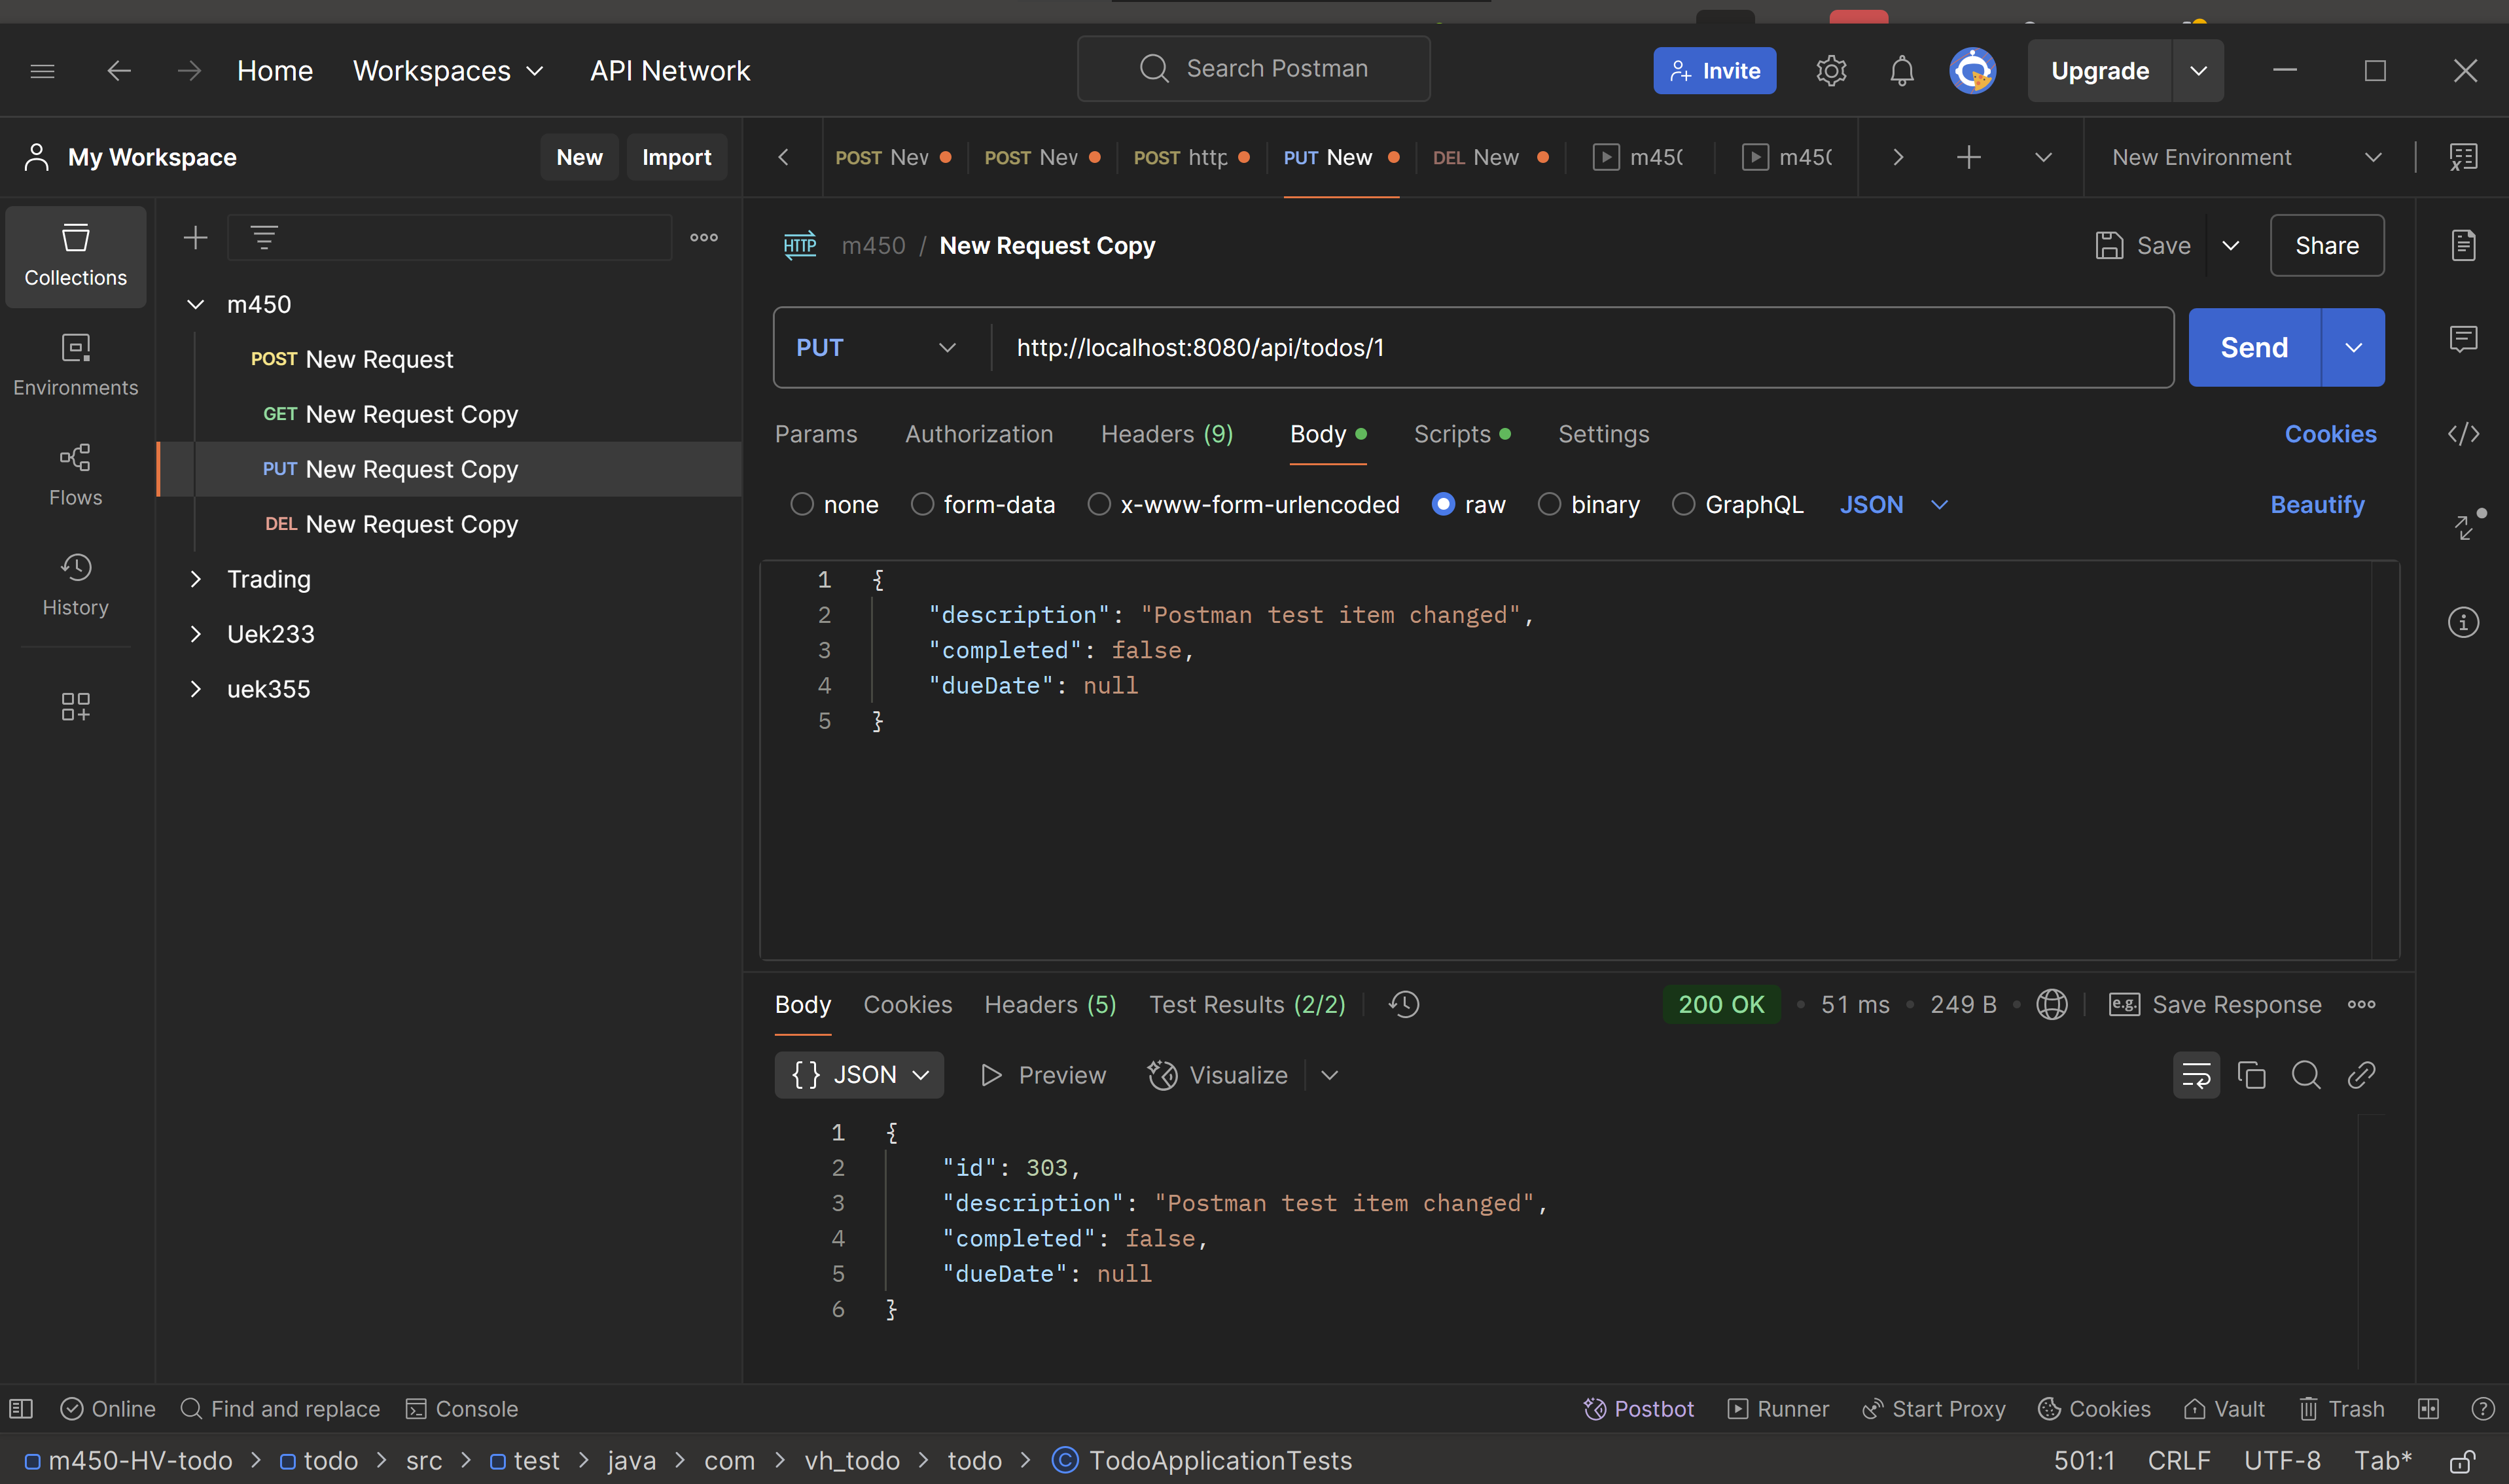 Home Workspaces API Network Search Postman Invite Upgrade
My Workspace New Import POST New POST New POST http PUT New DEL New m450 m450 New Environment
Collections
HTTP m450 / New Request Copy Save Share
m450
Environments
POST New Request
PUT http://localhost:8080/api/todos/1 Send
GET New Request Copy
Params Authorization Headers (9) Body Scripts Settings Cookies
Flows
PUT New Request Copy
none form-data x-www-form-urlencoded raw binary GraphQL JSON Beautify
DEL New Request Copy
History
Trading
Uek233
uek355
1 {
2 "description": "Postman test item changed",
3 "completed": false,
4 "dueDate": null
5 }
Body Cookies Headers (5) Test Results (2/2) 200 OK 51 ms 249 B e.g. Save Response
{} JSON Preview Visualize
1 {
2 "id": 303,
3 "description": "Postman test item changed",
4 "completed": false,
5 "dueDate": null
6 }
Online Find and replace Console Postbot Runner Start Proxy Cookies Vault Trash
m450-HV-todo > todo > src > test > java > com > vh_todo > todo > TodoApplicationTests 501:1 CRLF UTF-8 Tab*